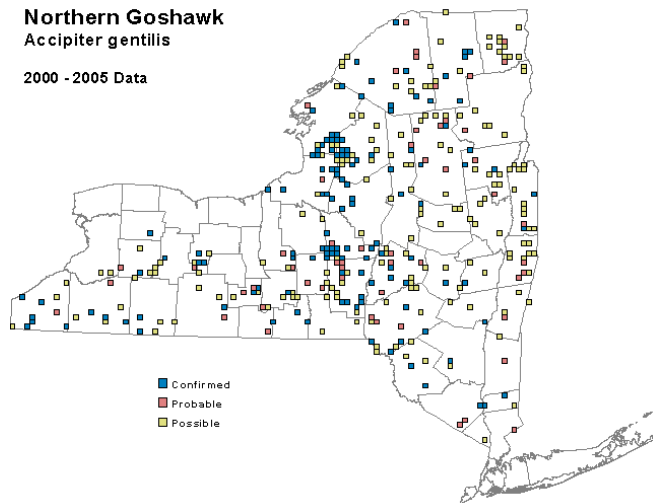 Northern Goshawk
Accipiter gentilis
2000 - 2005 Data
Confirmed
Probable
Possible